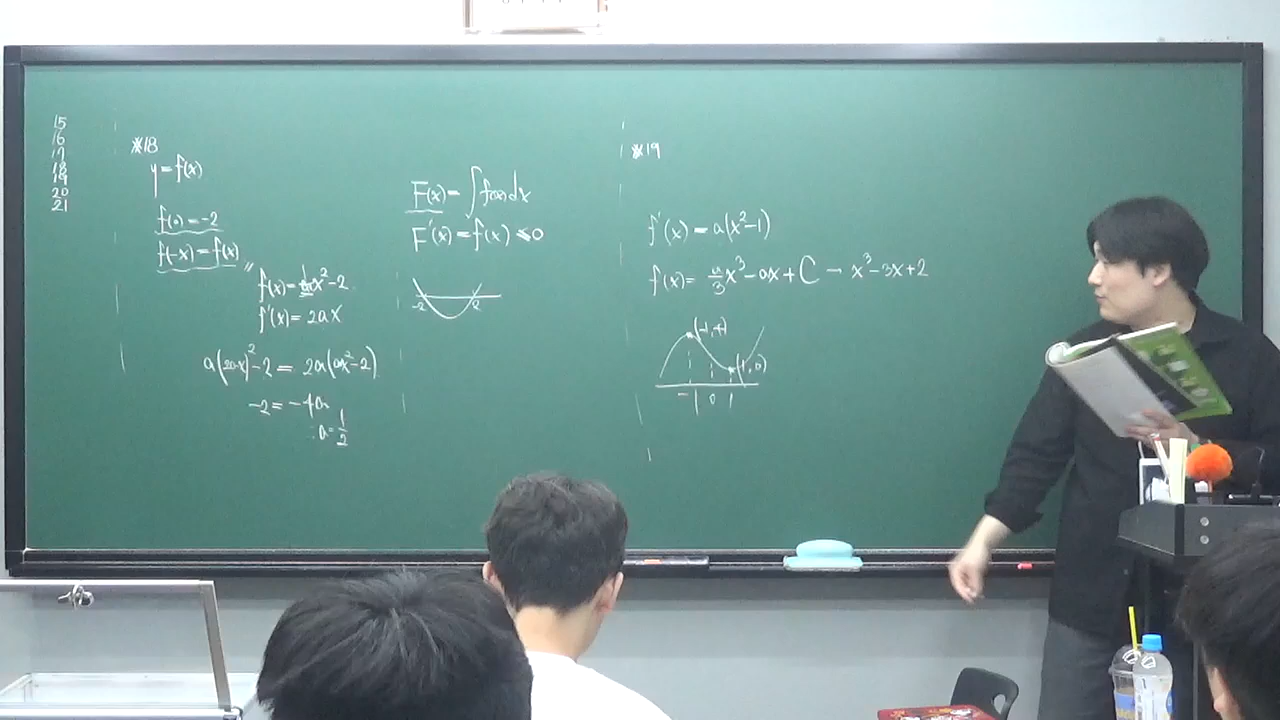 15
16
17
18
19
20
21
※18
y=f(x)
f(0)=-2
f(-x)=f(x)
f(x)=x²-2
f'(x)=2ax
a(2ax)²-2=2a(ax²-2)
-2=-4a
∴a=1/2
F(x)=∫f(x)dx
F'(x)=f(x)≤0
-2 2
※19
f'(x)=a(x²-1)
f(x)=a/3x³-ax+C→x³-3x+2
(-1,4)
(1,0)
-1 0 1